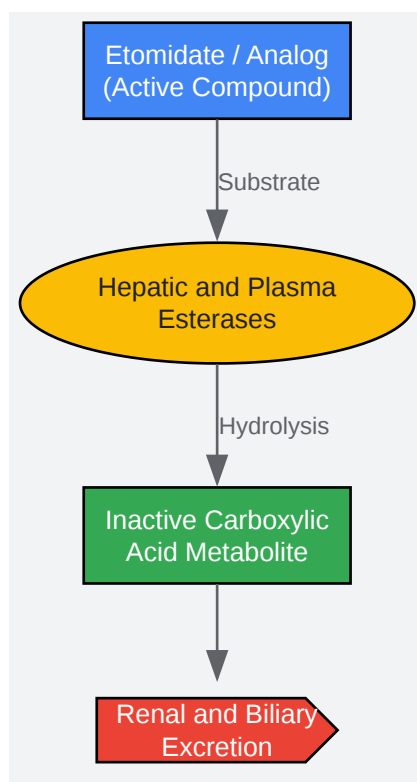 Etomidate / Analog
(Active Compound)
Substrate
Hepatic and Plasma
Esterases
Hydrolysis
Inactive Carboxylic
Acid Metabolite
Renal and Biliary
Excretion